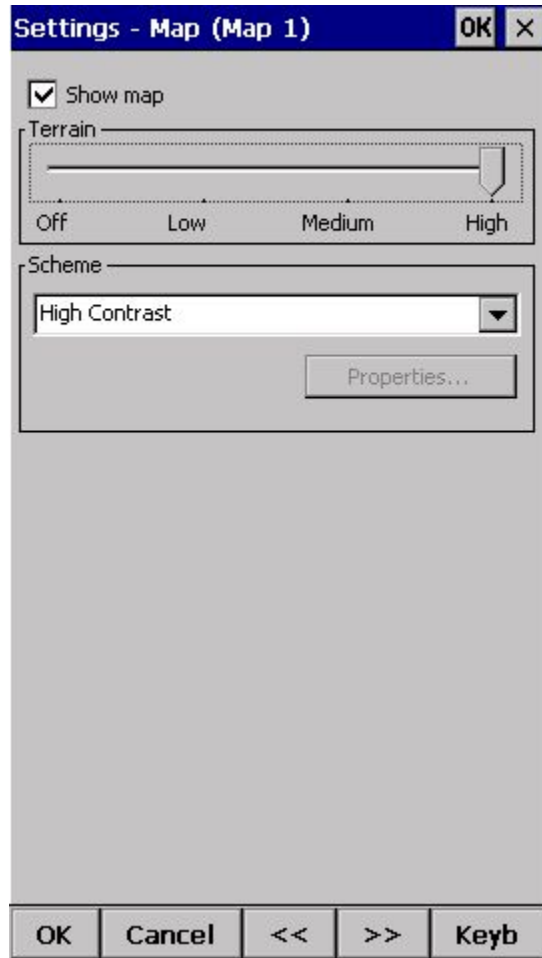 Settings - Map (Map 1) OK
Show map
Terrain
Off Low Medium High
Scheme
High Contrast
Properties...
OK Cancel << >> Keyb